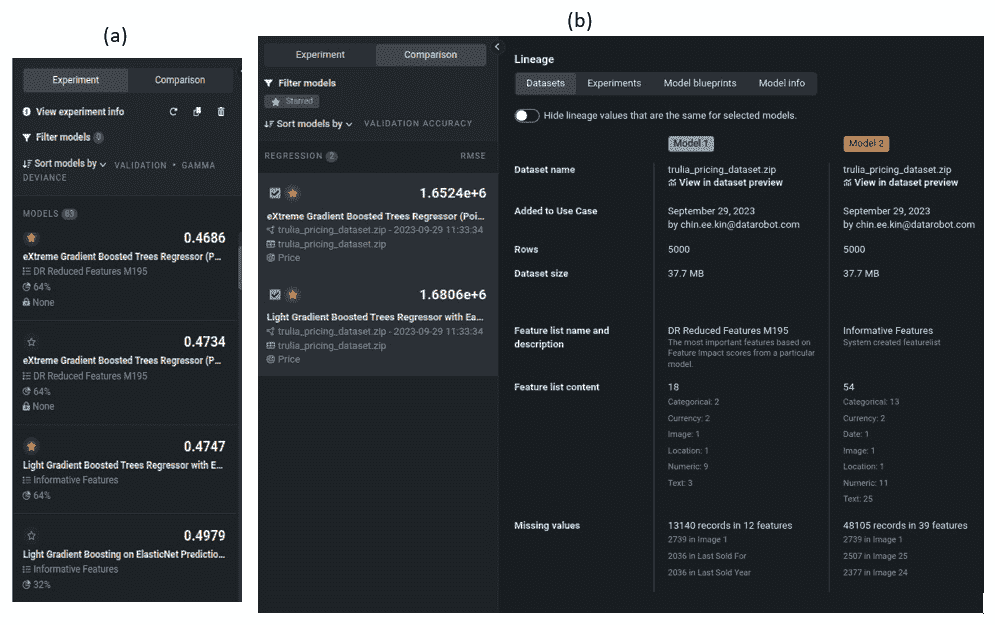 (a)
Experiment Comparison
View experiment info
Filter models 0
Sort models by VALIDATION • GAMMA
DEVIANCE
MODELS 83
0.4686
eXtreme Gradient Boosted Trees Regressor (P...
DR Reduced Features M195
64%
None
0.4734
eXtreme Gradient Boosted Trees Regressor (P...
DR Reduced Features M195
64%
None
0.4747
Light Gradient Boosted Trees Regressor with E...
Informative Features
64%
0.4979
Light Gradient Boosting on ElasticNet Predictio...
Informative Features
32%
(b)
Experiment Comparison
Filter models
Starred
Sort models by VALIDATION ACCURACY
REGRESSION 2 RMSE
1.6524e+6
eXtreme Gradient Boosted Trees Regressor (Poi...
trulia_pricing_dataset.zip - 2023-09-29 11:33:34
trulia_pricing_dataset.zip
Price
1.6806e+6
Light Gradient Boosted Trees Regressor with Ea...
trulia_pricing_dataset.zip - 2023-09-29 11:33:34
trulia_pricing_dataset.zip
Price
Lineage
Datasets Experiments Model blueprints Model info
Hide lineage values that are the same for selected models.
Model 1 Model 2
Dataset name trulia_pricing_dataset.zip trulia_pricing_dataset.zip
View in dataset preview View in dataset preview
Added to Use Case September 29, 2023 September 29, 2023
by chin.ee.kin@datarobot.com by chin.ee.kin@datarobot.com
Rows 5000 5000
Dataset size 37.7 MB 37.7 MB
Feature list name and DR Reduced Features M195 Informative Features
description The most important features based on System created featurelist
Feature Impact scores from a particular
model.
Feature list content 18 54
Categorical: 2 Categorical: 13
Currency: 2 Currency: 2
Image: 1 Date: 1
Location: 1 Image: 1
Numeric: 9 Location: 1
Text: 3 Numeric: 11
Text: 25
Missing values 13140 records in 12 features 48105 records in 39 features
2739 in Image 1 2739 in Image 1
2036 in Last Sold For 2507 in Image 25
2036 in Last Sold Year 2377 in Image 24